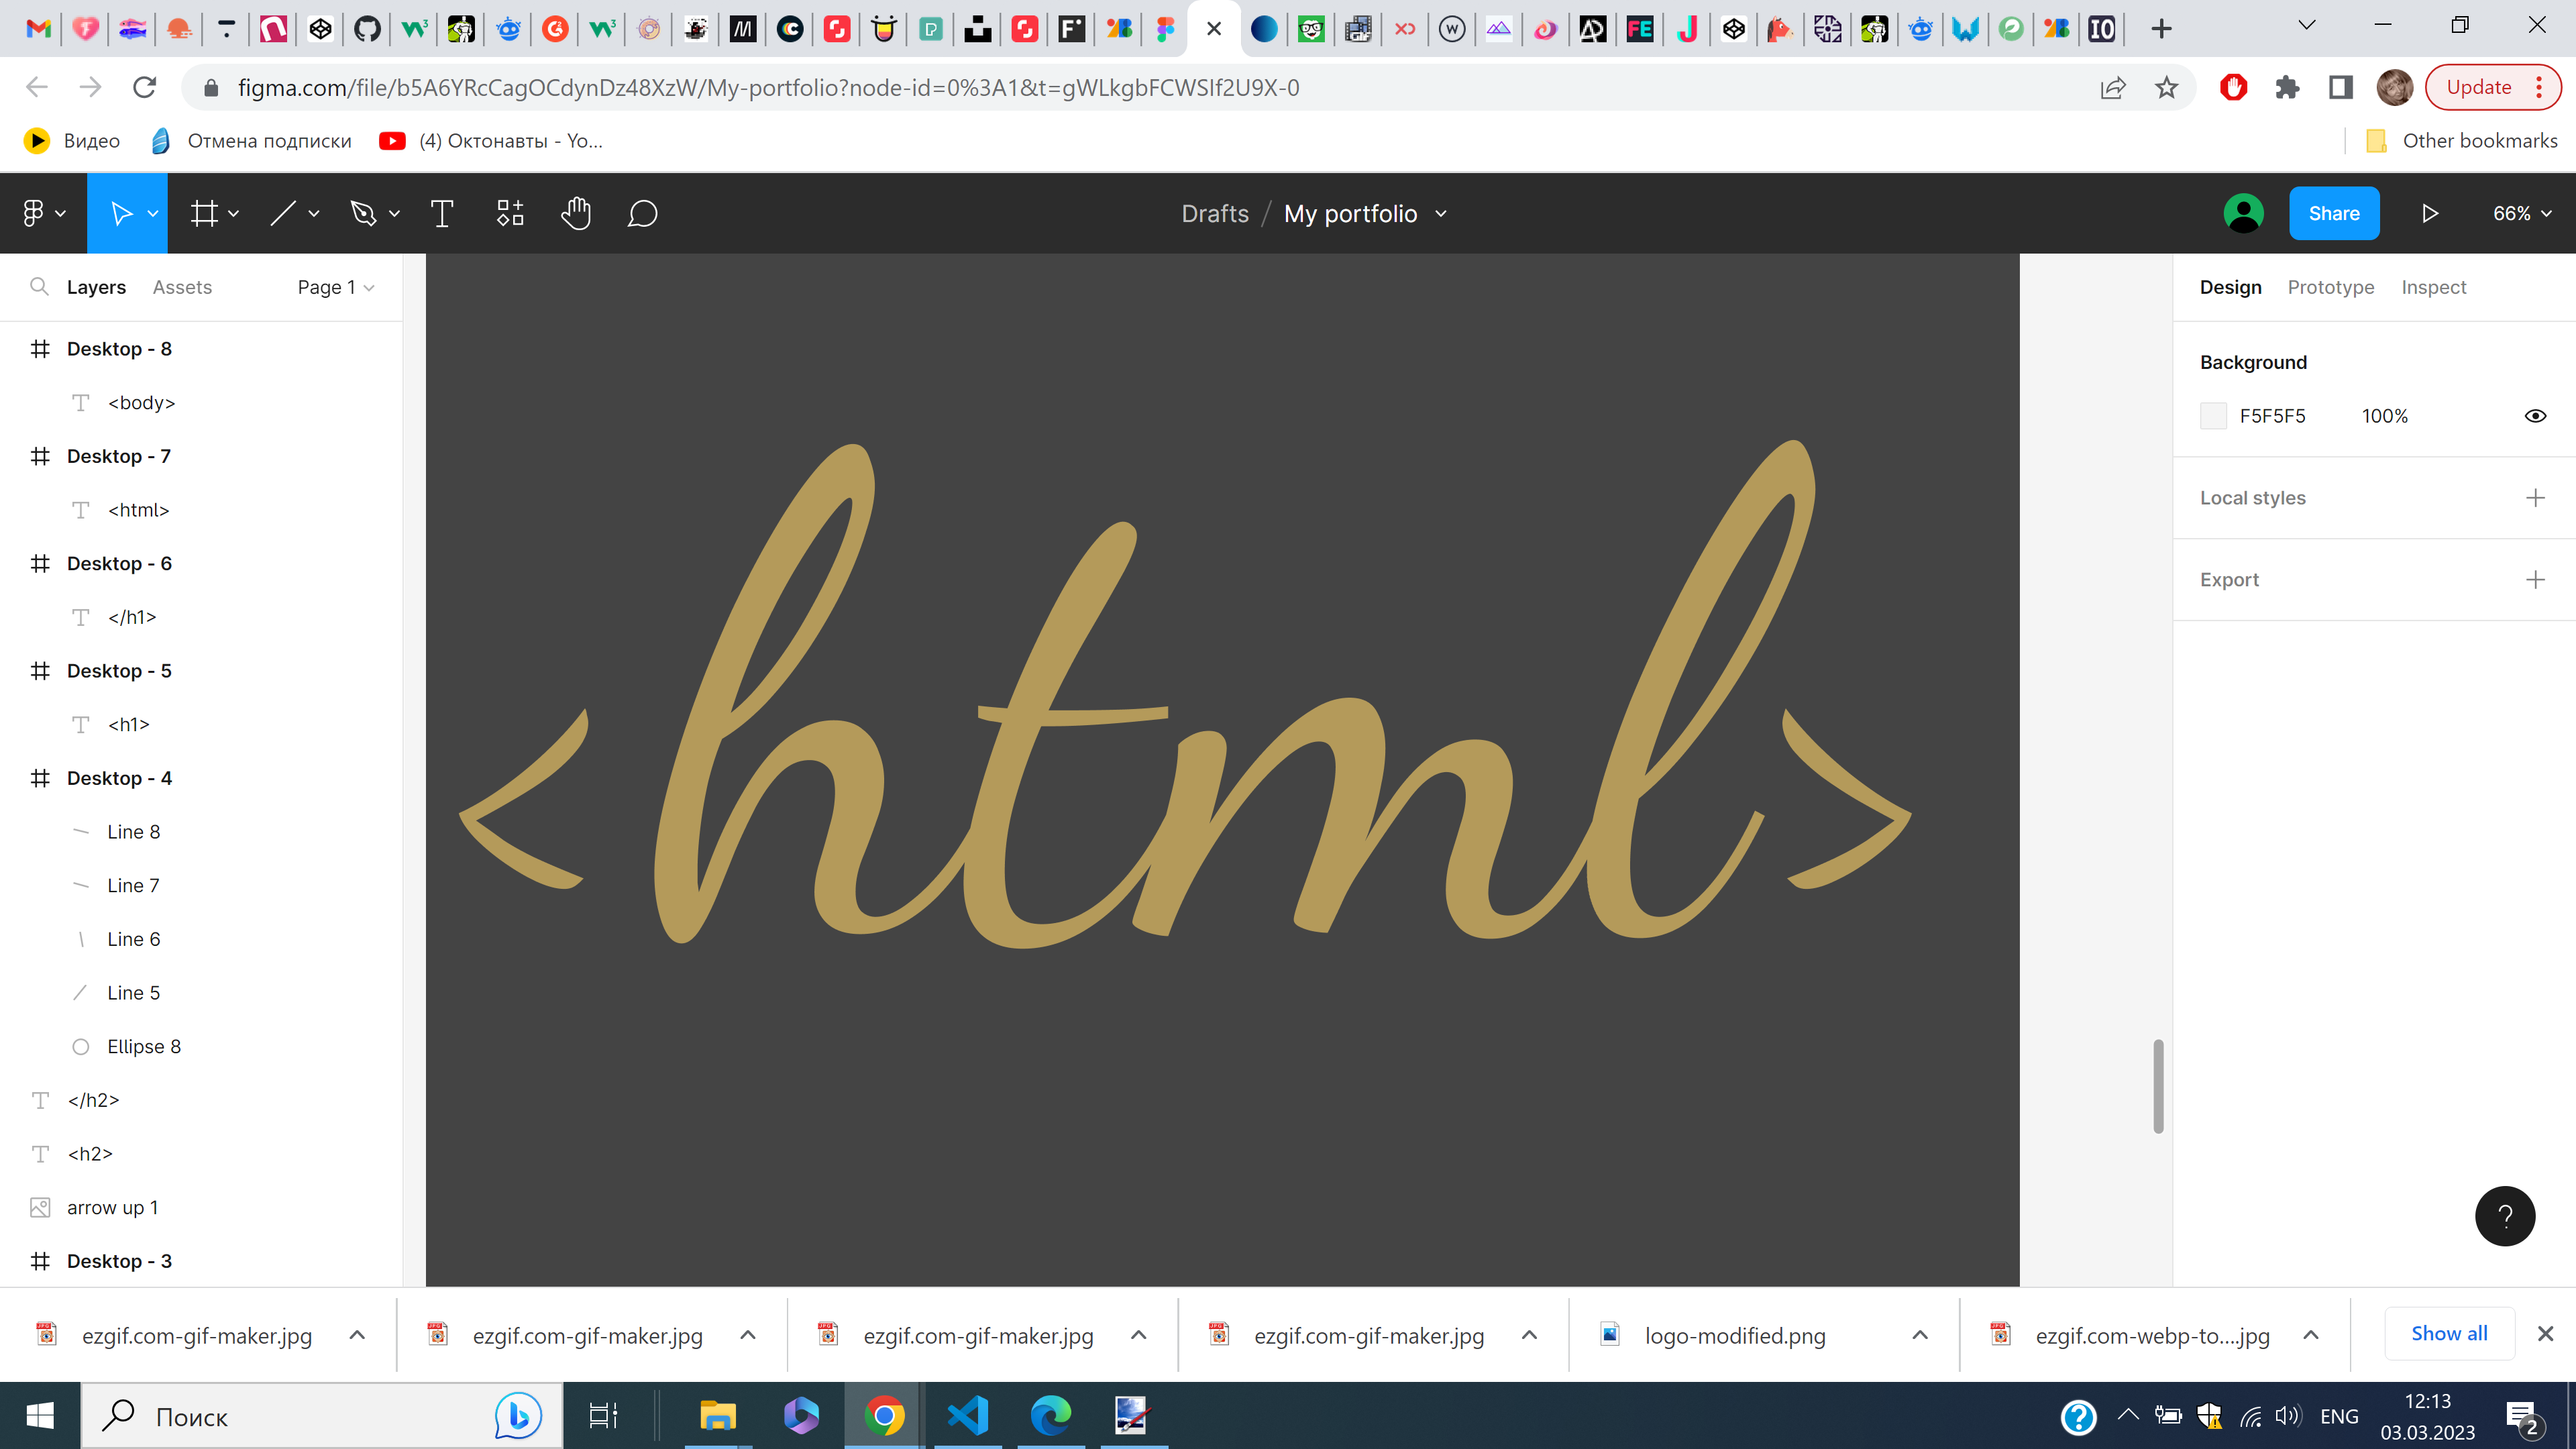 figma.com/file/b5A6YRcCagOCdynDz48XzW/My-portfolio?node-id=0%3A1&t=gWLkgbFCWSIf2U9X-0
Update
Видео
Отмена подписки
(4) Октонавты - Yo...
Other bookmarks
Drafts / My portfolio
Share
66%
Layers
Assets
Page 1
Desktop - 8
<body>
Desktop - 7
<html>
Desktop - 6
</h1>
Desktop - 5
<h1>
Desktop - 4
Line 8
Line 7
Line 6
Line 5
Ellipse 8
</h2>
<h2>
arrow up 1
Desktop - 3
<html>
Design
Prototype
Inspect
Background
F5F5F5
100%
Local styles
Export
?
ezgif.com-gif-maker.jpg
ezgif.com-gif-maker.jpg
ezgif.com-gif-maker.jpg
ezgif.com-gif-maker.jpg
logo-modified.png
ezgif.com-webp-to....jpg
Show all
Поиск
ENG
12:13
03.03.2023
2